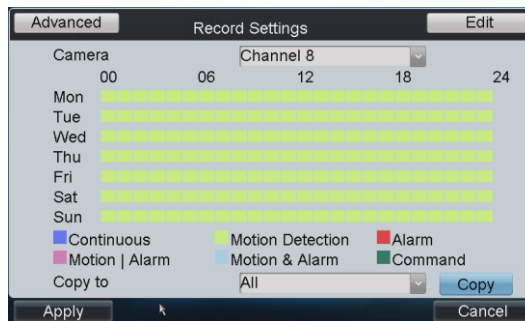 Advanced Record Settings Edit
Camera Channel 8
00 06 12 18 24
Mon
Tue
Wed
Thu
Fri
Sat
Sun
Continuous Motion Detection Alarm
Motion | Alarm Motion & Alarm Command
Copy to All Copy
Apply Cancel